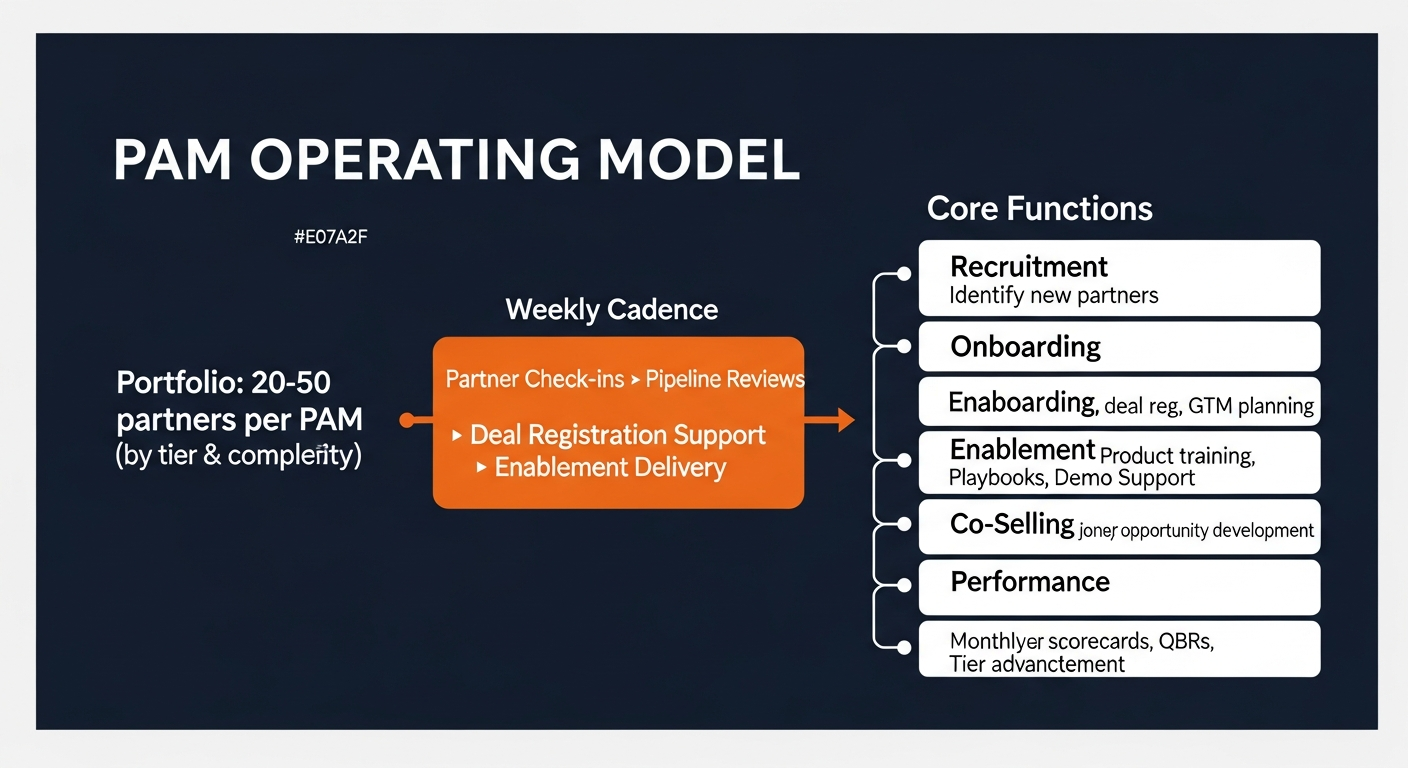 PAM OPERATING MODEL
#E07A2F
Portfolio: 20-50
partners per PAM
(by tier &
Weekly Cadence
Partner Check-ins ➤ Pipeline Reviews
▶ Deal Registration Support
▶ Enablement Delivery
Core Functions
Recruitment
Identify new partners
Onboarding
Enaboarding, deal reg, GTM planning
Enablement Product training,
Playbooks, Demo Support
Co-Selling joner opportunity development
Performance
Monthlyer scorecards, QBRs,
Tier advanctement